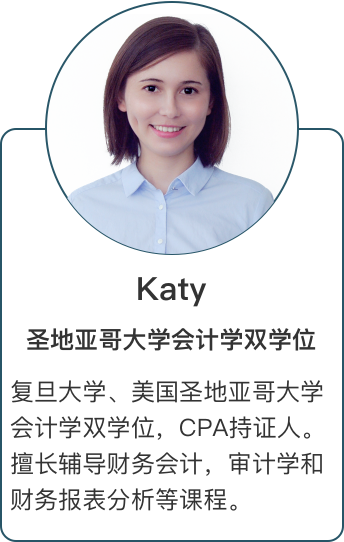 Katy
圣地亚哥大学会计学双学位
复旦大学、美国圣地亚哥大学
会计学双学位，CPA持证人。
擅长辅导财务会计，审计学和
财务报表分析等课程。